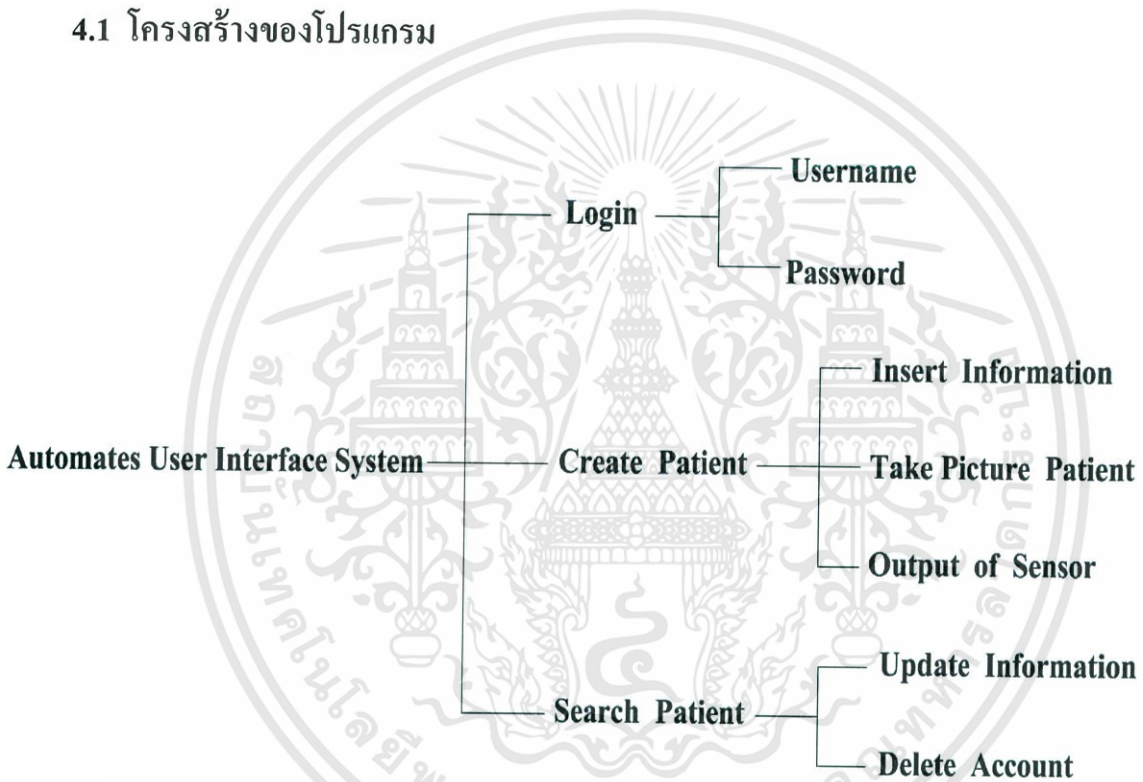 4.1 โครงสร้างของโปรแกรม
Automates User Interface System
Login
Username
Password
Create Patient
Insert Information
Take Picture Patient
Output of Sensor
Search Patient
Update Information
Delete Account